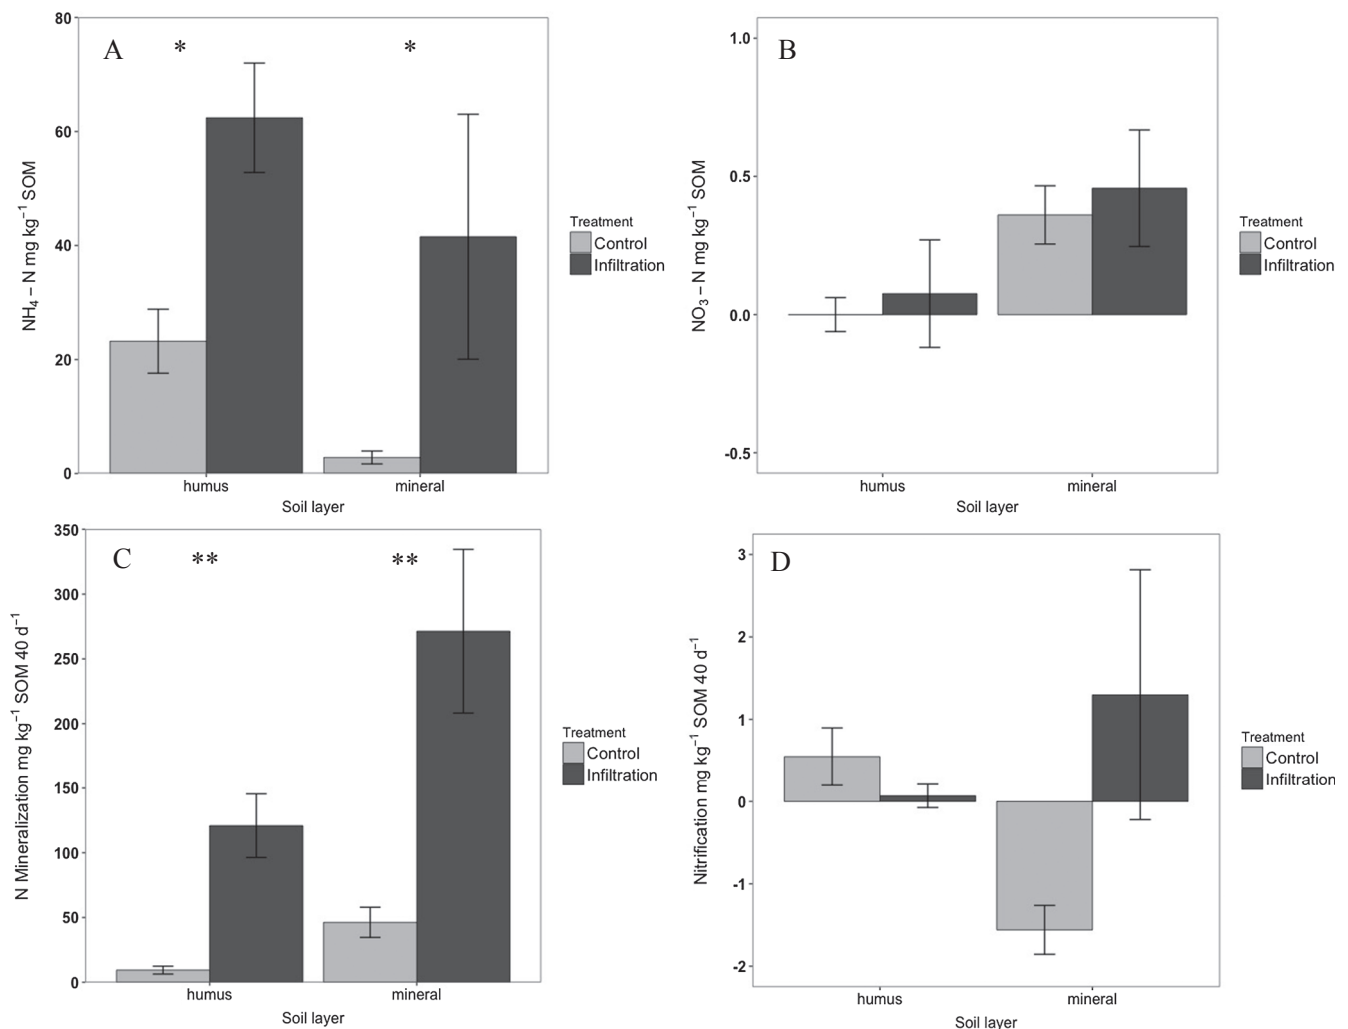 A
*
*
80
60
40
20
0
NH₄ – N mg kg⁻¹ SOM
humus
mineral
Soil layer
Treatment
Control
Infiltration
B
1.0
0.5
0.0
-0.5
NO₃ – N mg kg⁻¹ SOM
humus
mineral
Soil layer
Treatment
Control
Infiltration
C
**
**
350
300
250
200
150
100
50
0
N Mineralization mg kg⁻¹ SOM 40 d⁻¹
humus
mineral
Soil layer
Treatment
Control
Infiltration
D
3
2
1
0
-1
-2
Nitrification mg kg⁻¹ SOM 40 d⁻¹
humus
mineral
Soil layer
Treatment
Control
Infiltration